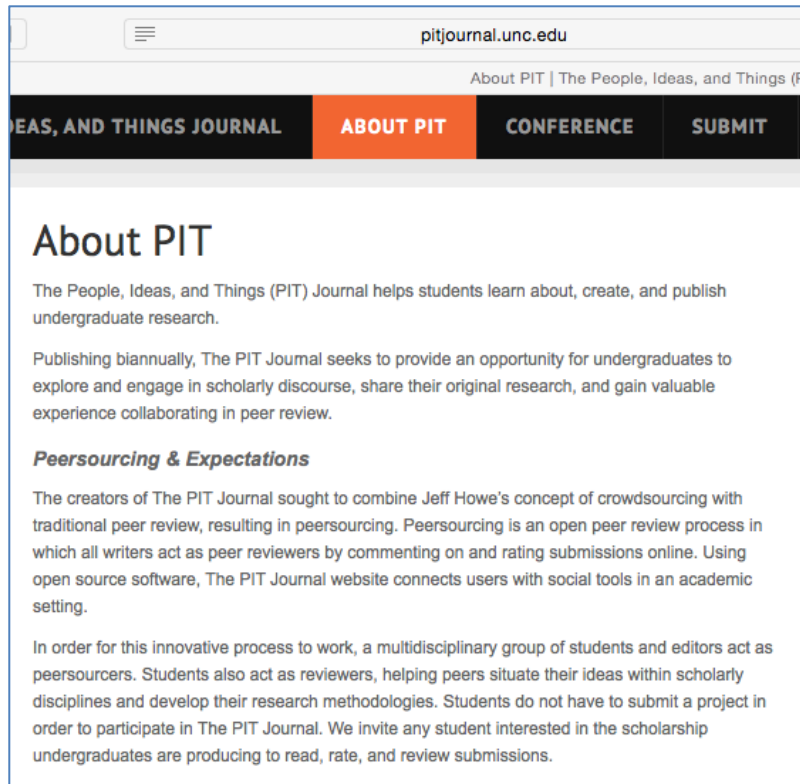 pitjournal.unc.edu
About PIT | The People, Ideas, and Things (
IDEAS, AND THINGS JOURNAL ABOUT PIT CONFERENCE SUBMIT
About PIT
The People, Ideas, and Things (PIT) Journal helps students learn about, create, and publish
undergraduate research.
Publishing biannually, The PIT Journal seeks to provide an opportunity for undergraduates to
explore and engage in scholarly discourse, share their original research, and gain valuable
experience collaborating in peer review.
Peersourcing & Expectations
The creators of The PIT Journal sought to combine Jeff Howe's concept of crowdsourcing with
traditional peer review, resulting in peersourcing. Peersourcing is an open peer review process in
which all writers act as peer reviewers by commenting on and rating submissions online. Using
open source software, The PIT Journal website connects users with social tools in an academic
setting.
In order for this innovative process to work, a multidisciplinary group of students and editors act as
peersourcers. Students also act as reviewers, helping peers situate their ideas within scholarly
disciplines and develop their research methodologies. Students do not have to submit a project in
order to participate in The PIT Journal. We invite any student interested in the scholarship
undergraduates are producing to read, rate, and review submissions.